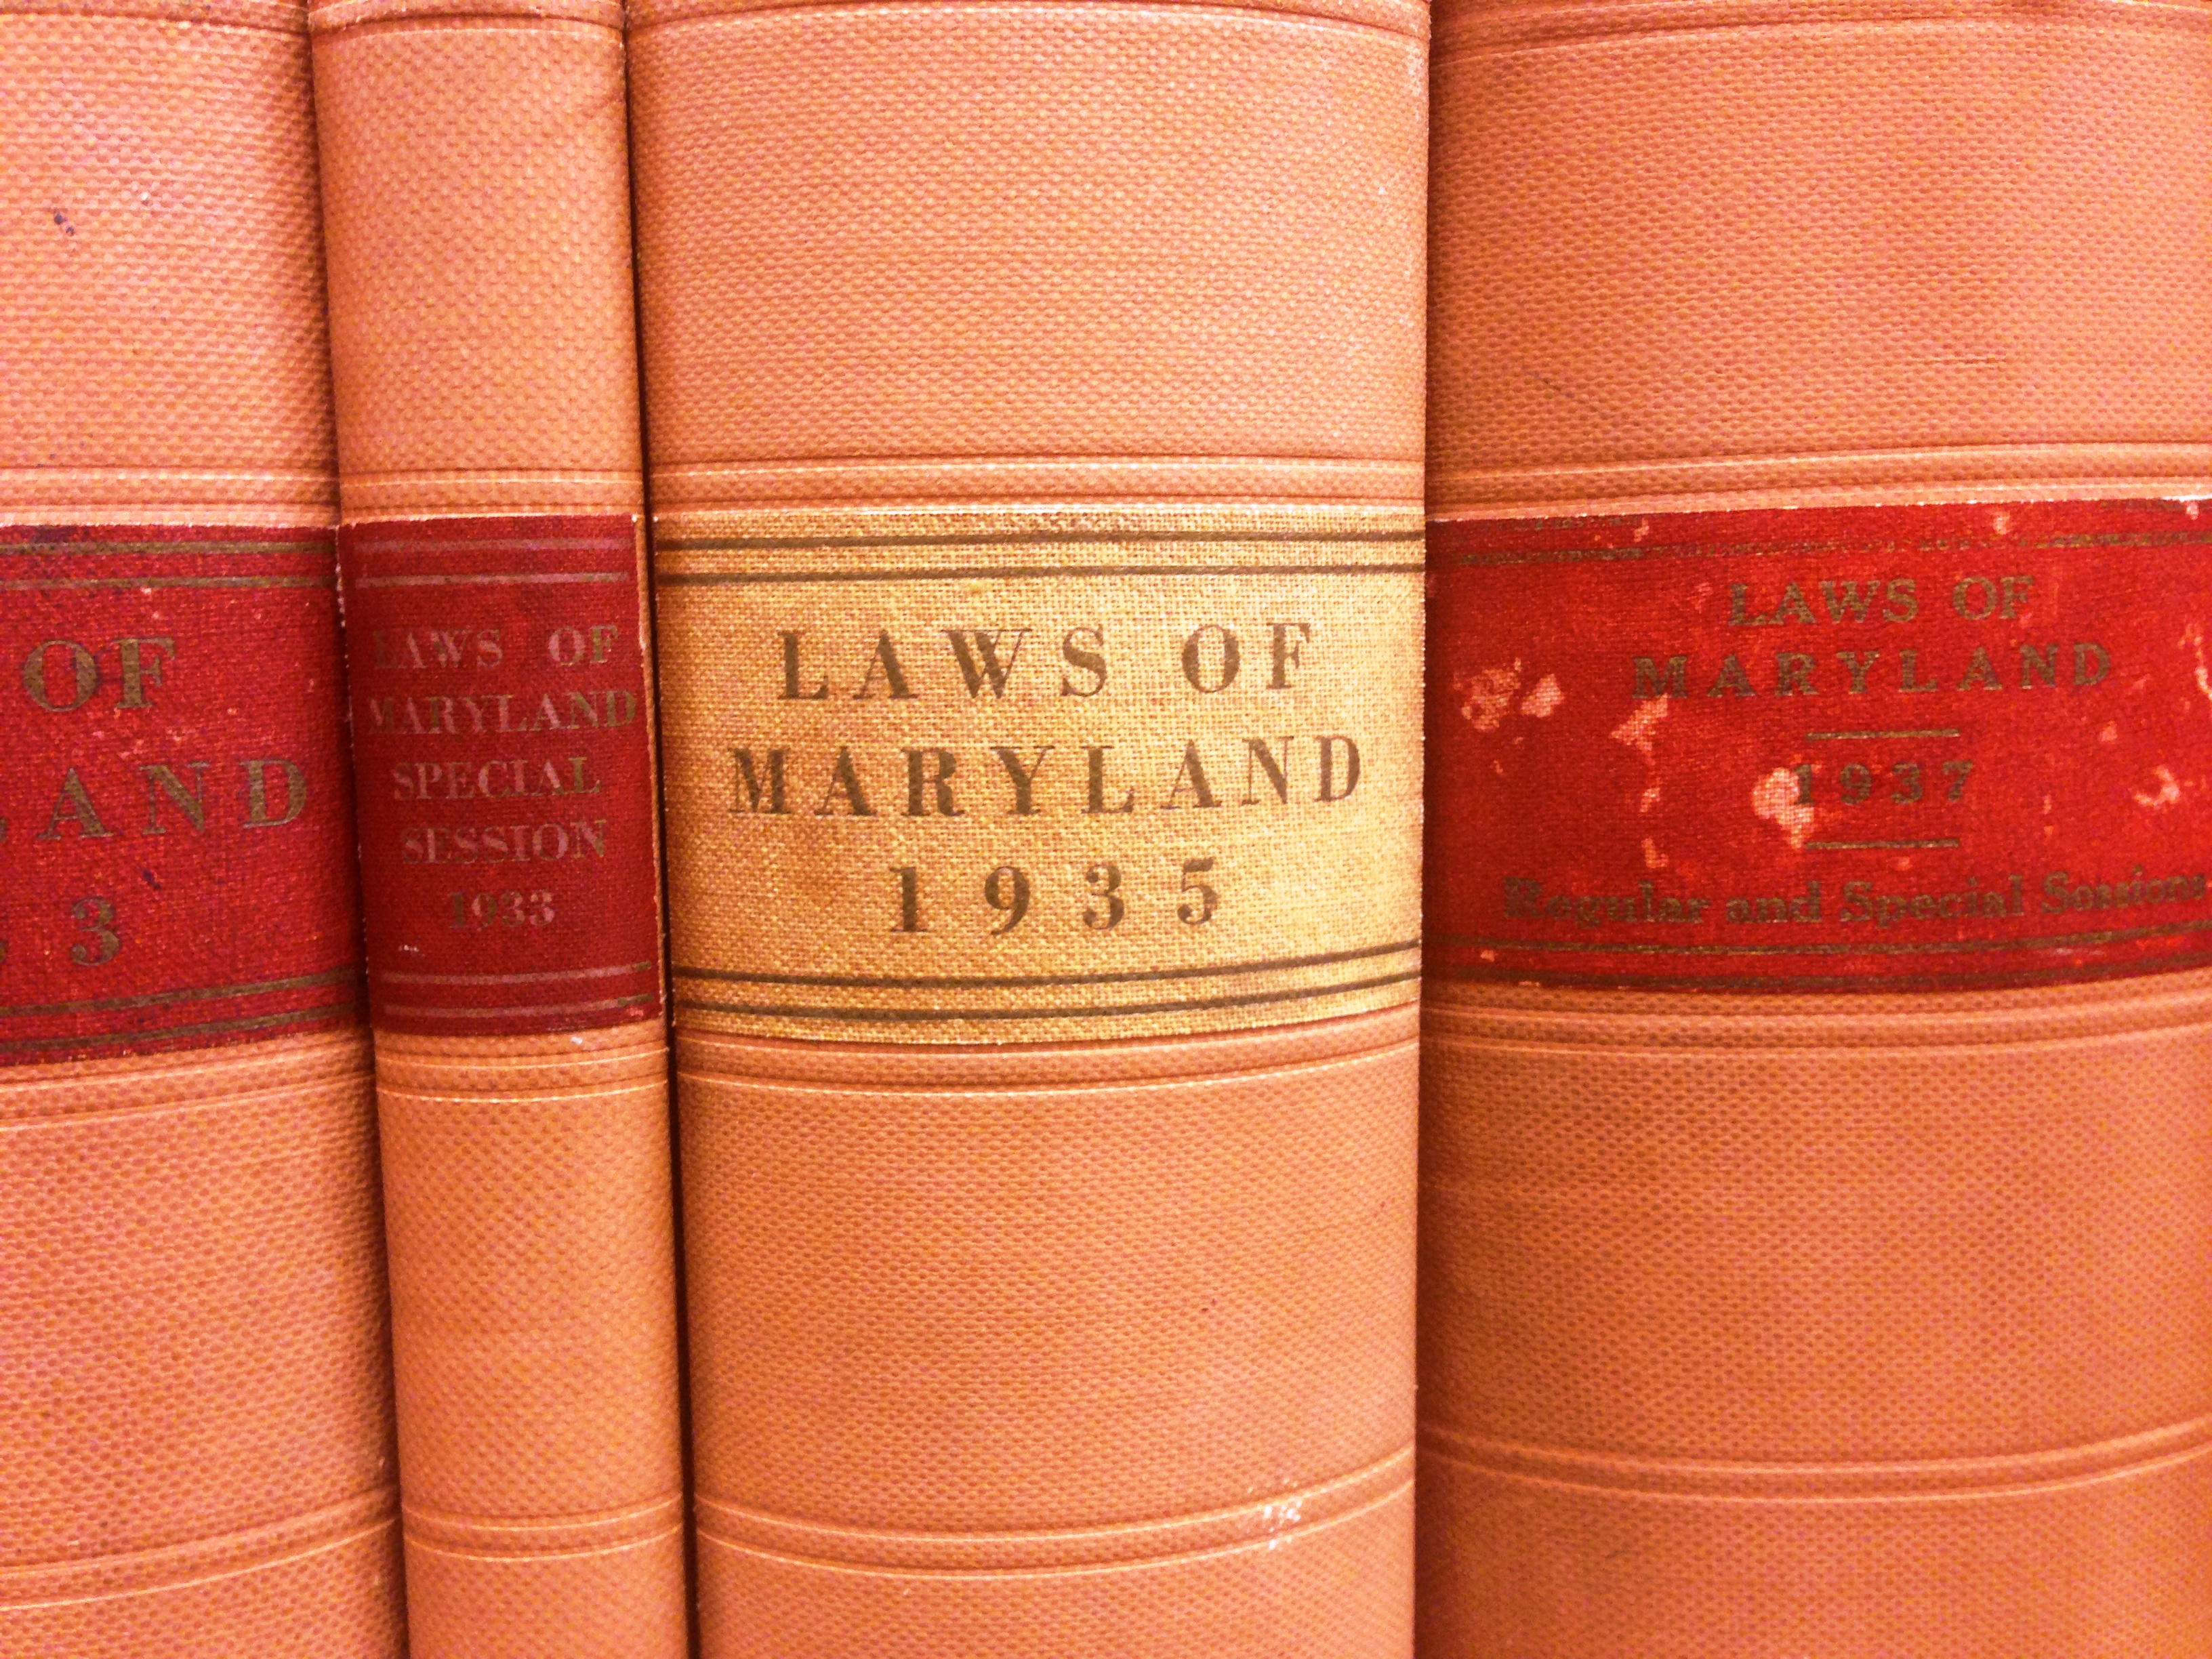 OF
LAND
3
LAWS OF
MARYLAND
SPECIAL
SESSION
1933
LAWS OF
MARYLAND
1935
LAWS OF
MARYLAND
1937
Regular and Special Sessions